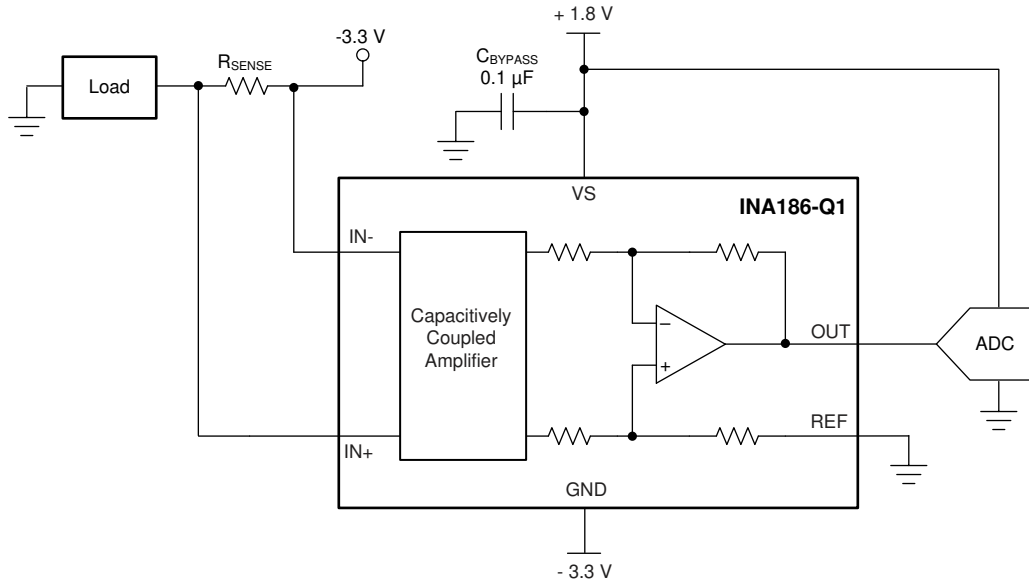 + 1.8 V
-3.3 V
RSENSE
CBYPASS
0.1 µF
Load
VS
INA186-Q1
IN-
Capacitively
Coupled
Amplifier
−
+
OUT
ADC
REF
IN+
GND
- 3.3 V